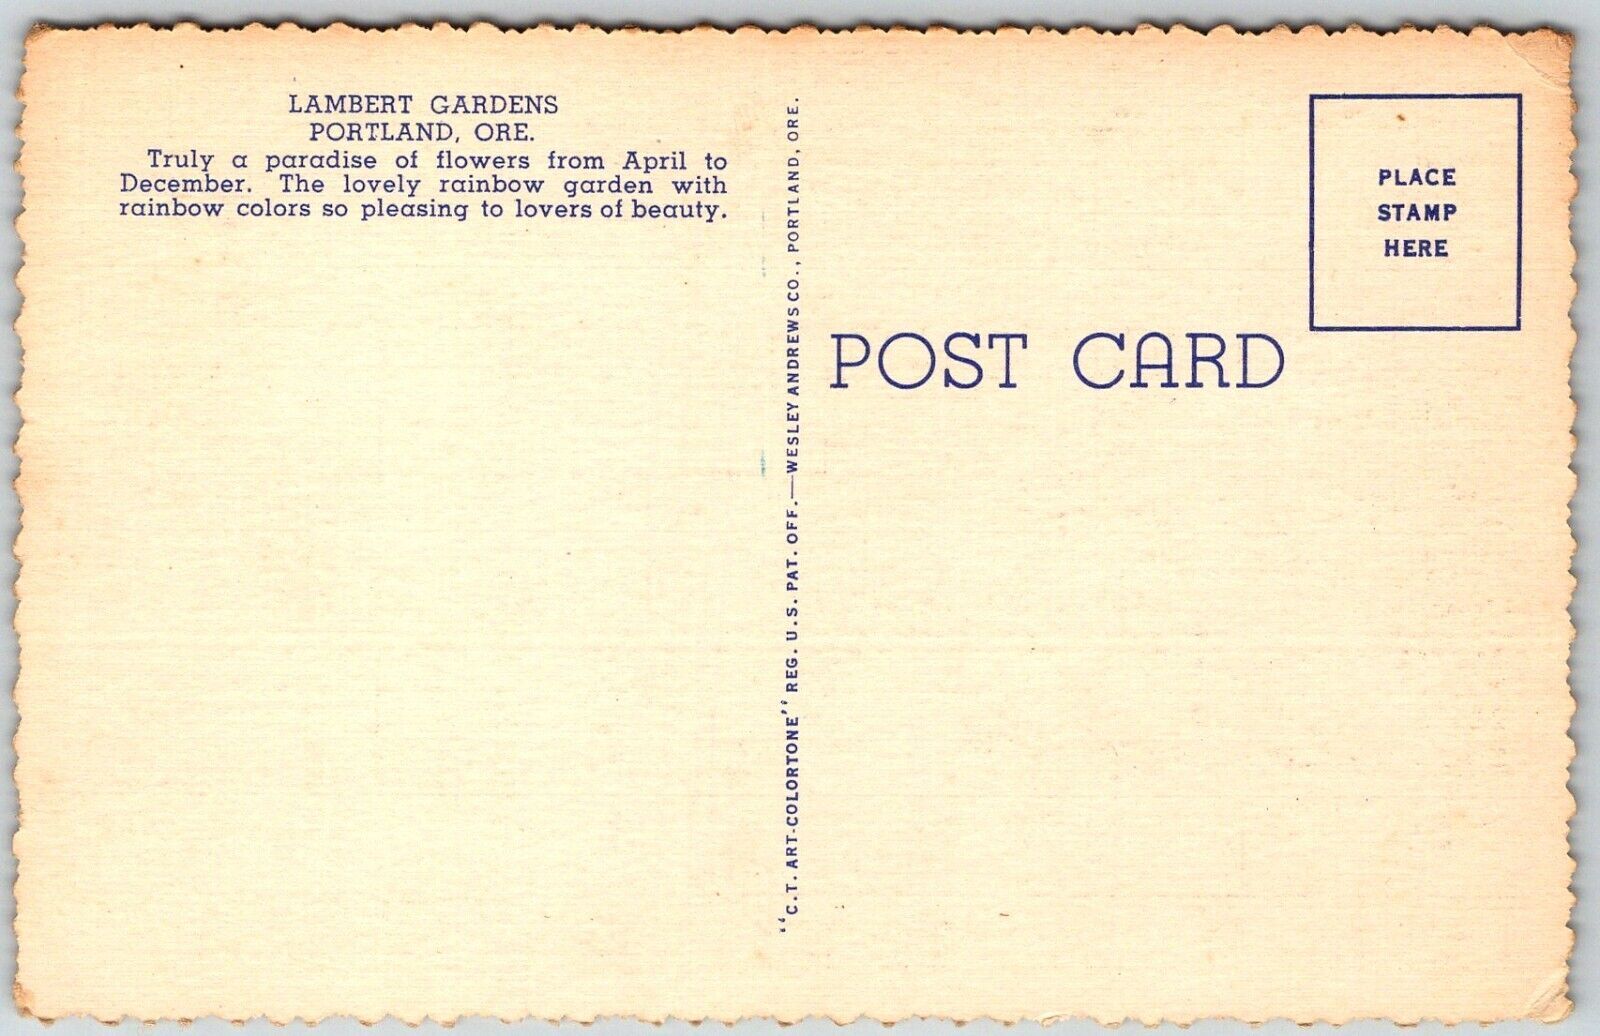 LAMBERT GARDENS
PORTLAND, ORE.
Truly a paradise of flowers from April to
December. The lovely rainbow garden with
rainbow colors so pleasing to lovers of beauty.
"C.T. ART-COLORTONE" REG. U.S. PAT. OFF.—WESLEY ANDREWS CO., PORTLAND, ORE.
POST CARD
PLACE
STAMP
HERE